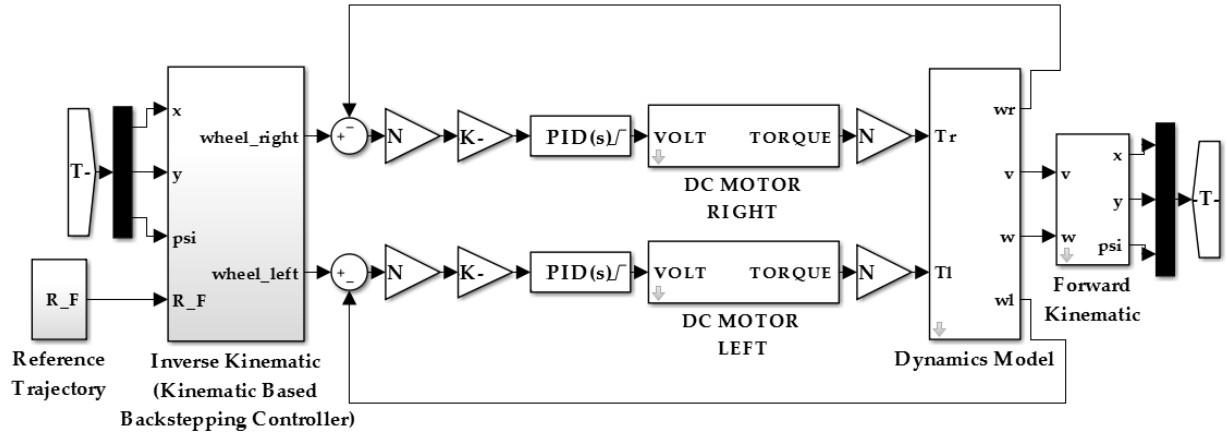 T-
x
y
psi
R_F
R_F
Reference
Trajectory
wheel_right
wheel_left
Inverse Kinematic
(Kinematic Based
Backstepping Controller)
+
−
N
K-
PID(s)
VOLT TORQUE
DC MOTOR
RIGHT
N
+
−
N
K-
PID(s)
VOLT TORQUE
DC MOTOR
LEFT
N
Tr
Tl
wr
v
w
wl
Dynamics Model
v
w
x
y
psi
Forward
Kinematic
-T-